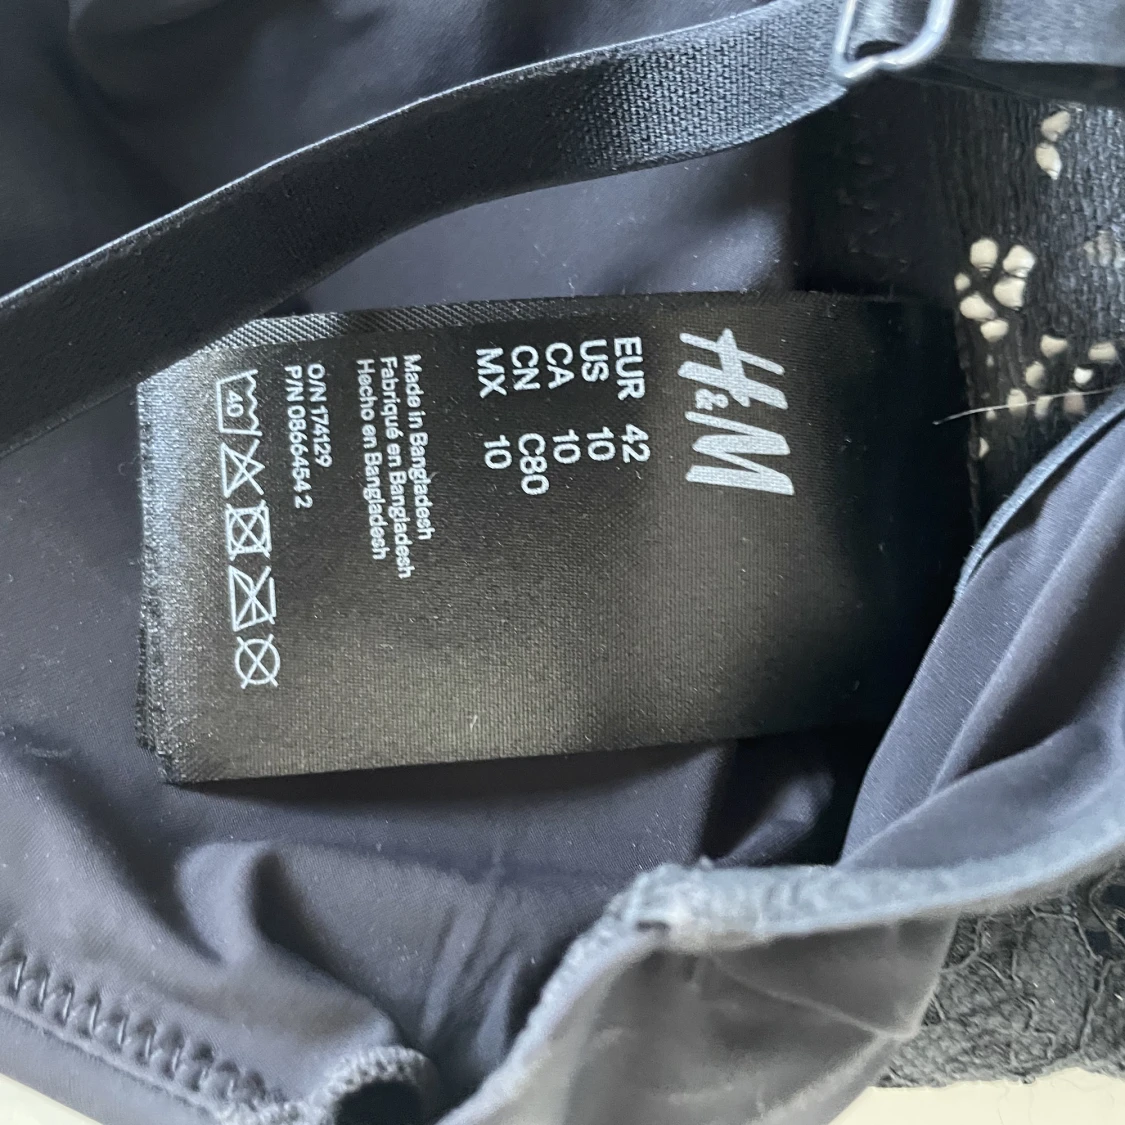 H&M
EUR 42
US 10
CA 10
CN C80
MX 10
Made in Bangladesh
Fabriqué en Bangladesh
Hecho en Bangladesh
O/N 174129
P/N 0866454 2
40